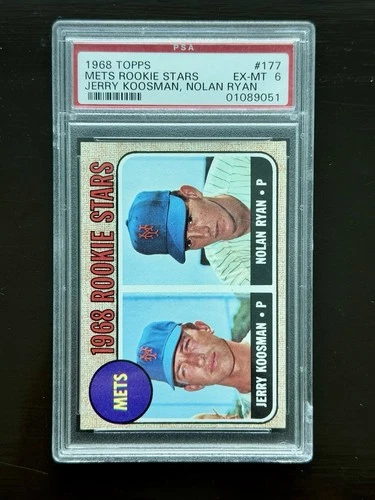 PSA
1968 TOPPS #177
METS ROOKIE STARS EX-MT 6
JERRY KOOSMAN, NOLAN RYAN
01089051
1968 ROOKIE STARS
METS
JERRY KOOSMAN • P
NOLAN RYAN • P